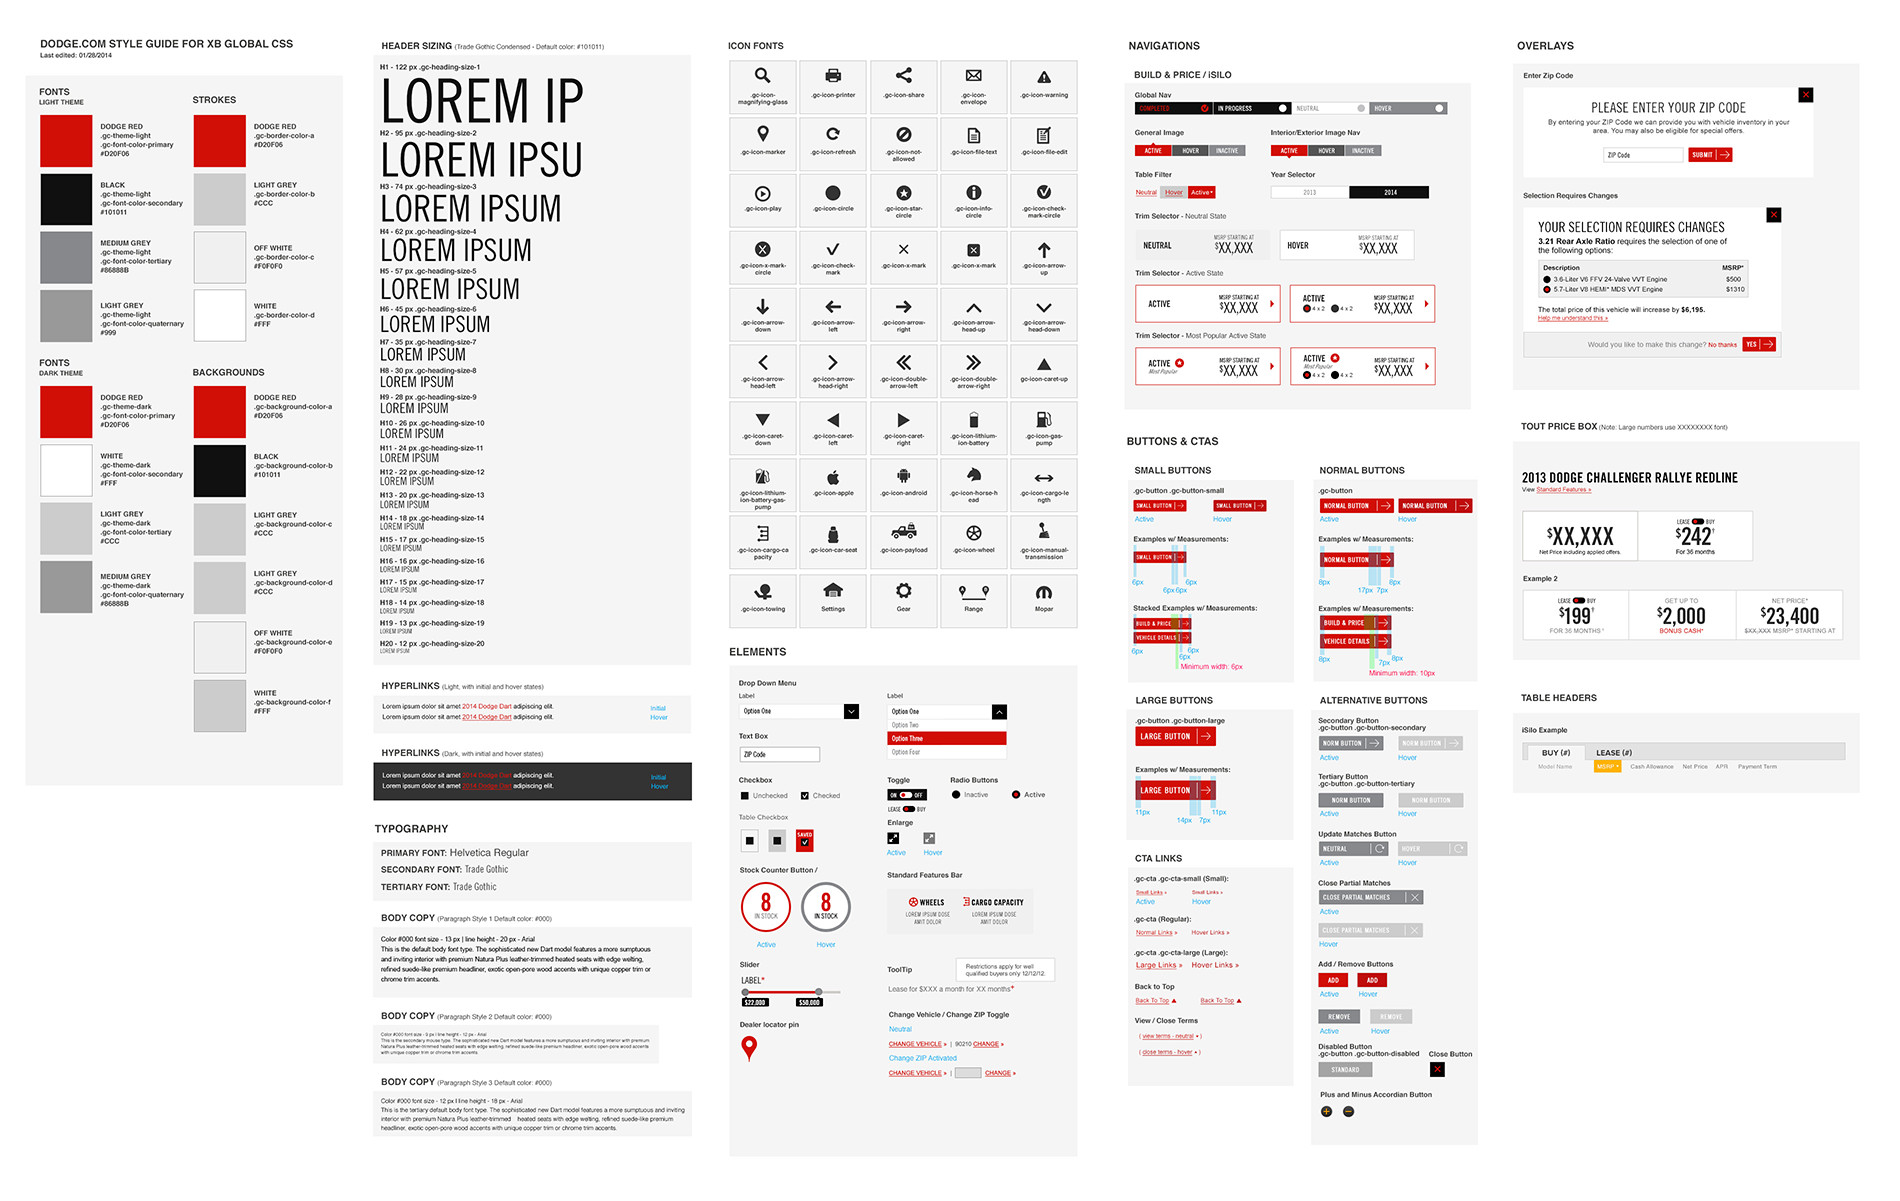 DODGE.COM STYLE GUIDE FOR XB GLOBAL CSS
Last edited: 01/28/2014
FONTS
LIGHT THEME
DODGE RED
.gc-theme-light
.gc-font-color-primary
#D20F06
BLACK
.gc-theme-light
.gc-font-color-secondary
#101011
MEDIUM GREY
.gc-theme-light
.gc-font-color-tertiary
#86888B
LIGHT GREY
.gc-theme-light
.gc-font-color-quaternary
#999
STROKES
DODGE RED
.gc-border-color-a
#D20F06
LIGHT GREY
.gc-border-color-b
#CCC
OFF WHITE
.gc-border-color-c
#F0F0F0
WHITE
.gc-border-color-d
#FFF
FONTS
DARK THEME
DODGE RED
.gc-theme-dark
.gc-font-color-primary
#D20F06
WHITE
.gc-theme-dark
.gc-font-color-secondary
#FFF
LIGHT GREY
.gc-theme-dark
.gc-font-color-tertiary
#CCC
MEDIUM GREY
.gc-theme-dark
.gc-font-color-quaternary
#86888B
BACKGROUNDS
DODGE RED
.gc-background-color-a
#D20F06
BLACK
.gc-background-color-b
#101011
LIGHT GREY
.gc-background-color-c
#CCC
LIGHT GREY
.gc-background-color-d
#CCC
OFF WHITE
.gc-background-color-e
#F0F0F0
WHITE
.gc-background-color-f
#FFF
HEADER SIZING (Trade Gothic Condensed - Default color: #101011)
H1 - 122 px .gc-heading-size-1
LOREM IP
H2 - 95 px .gc-heading-size-2
LOREM IPSU
H3 - 74 px .gc-heading-size-3
LOREM IPSUM
H4 - 62 px .gc-heading-size-4
LOREM IPSUM
H5 - 57 px .gc-heading-size-5
LOREM IPSUM
H6 - 45 px .gc-heading-size-6
LOREM IPSUM
H7 - 35 px .gc-heading-size-7
LOREM IPSUM
H8 - 30 px .gc-heading-size-8
LOREM IPSUM
H9 - 28 px .gc-heading-size-9
LOREM IPSUM
H10 - 26 px .gc-heading-size-10
LOREM IPSUM
H11 - 24 px .gc-heading-size-11
LOREM IPSUM
H12 - 22 px .gc-heading-size-12
LOREM IPSUM
H13 - 20 px .gc-heading-size-13
LOREM IPSUM
H14 - 18 px .gc-heading-size-14
LOREM IPSUM
H15 - 17 px .gc-heading-size-15
LOREM IPSUM
H16 - 16 px .gc-heading-size-16
LOREM IPSUM
H17 - 15 px .gc-heading-size-17
LOREM IPSUM
H18 - 14 px .gc-heading-size-18
LOREM IPSUM
H19 - 13 px .gc-heading-size-19
LOREM IPSUM
H20 - 12 px .gc-heading-size-20
LOREM IPSUM
HYPERLINKS (Light, with initial and hover states)
Lorem ipsum dolor sit amet 2014 Dodge Dart adipiscing elit. Initial
Lorem ipsum dolor sit amet 2014 Dodge Dart adipiscing elit. Hover
HYPERLINKS (Dark, with initial and hover states)
Lorem ipsum dolor sit amet 2014 Dodge Dart adipiscing elit. Initial
Lorem ipsum dolor sit amet 2014 Dodge Dart adipiscing elit. Hover
TYPOGRAPHY
PRIMARY FONT: Helvetica Regular
SECONDARY FONT: Trade Gothic
TERTIARY FONT: Trade Gothic
BODY COPY (Paragraph Style 1 Default color: #000)
Color #000 font size - 13 px | line height - 20 px - Arial
This is the default body font type. The sophisticated new Dart model features a more sumptuous
and inviting interior with premium Natura Plus leather-trimmed heated seats with edge welting,
refined suede-like premium headliner, exotic open-pore wood accents with unique copper trim or
chrome trim accents.
BODY COPY (Paragraph Style 2 Default color: #000)
Color #000 font size - 9 px | line height - 12 px - Arial
This is the secondary mouse type. The sophisticated new Dart model features a more sumptuous and inviting interior with premium
Natura Plus leather-trimmed heated seats with edge welting, refined suede-like premium headliner, exotic open-pore wood accents
with unique copper trim or chrome trim accents
BODY COPY (Paragraph Style 3 Default color: #000)
Color #000 font size - 12 px | line height - 18 px - Arial
This is the tertiary default body font type. The sophisticated new Dart model features a more sumptuous and inviting
interior with premium Natura Plus leather-trimmed heated seats with edge welting, refined suede-like premium
headliner, exotic open-pore wood accents with unique copper trim or chrome trim accents.
ICON FONTS
.gc-icon-magnifying-glass
.gc-icon-printer
.gc-icon-share
.gc-icon-envelope
.gc-icon-warning
.gc-icon-marker
.gc-icon-refresh
.gc-icon-not-allowed
.gc-icon-file-text
.gc-icon-file-edit
.gc-icon-play
.gc-icon-circle
.gc-icon-star-circle
.gc-icon-info-circle
.gc-icon-check-mark-circle
.gc-icon-x-mark-circle
.gc-icon-check-mark
.gc-icon-x-mark
.gc-icon-x-mark
.gc-icon-arrow-up
.gc-icon-arrow-down
.gc-icon-arrow-left
.gc-icon-arrow-right
.gc-icon-arrow-head-up
.gc-icon-arrow-head-down
.gc-icon-arrow-head-left
.gc-icon-arrow-head-right
.gc-icon-double-arrow-left
.gc-icon-double-arrow-right
gc-icon-caret-up
.gc-icon-caret-down
.gc-icon-caret-left
.gc-icon-caret-right
.gc-icon-lithium-ion-battery
.gc-icon-gas-pump
.gc-icon-lithium-ion-battery-gas-pump
.gc-icon-apple
.gc-icon-android
.gc-icon-horse-head
.gc-icon-cargo-length
.gc-icon-cargo-capacity
.gc-icon-car-seat
.gc-icon-payload
.gc-icon-wheel
.gc-icon-manual-transmission
.gc-icon-towing
Settings
Gear
Range
Mopar
ELEMENTS
Drop Down Menu
Label
Option One
Label
Option One
Option Two
Option Three
Option Four
Text Box
ZIP Code
Checkbox
Unchecked
Checked
Toggle
ON OFF
LEASE BUY
Radio Buttons
Inactive
Active
Table Checkbox
SAVED
Enlarge
Active
Hover
Stock Counter Button /
8
IN STOCK
8
IN STOCK
Active
Hover
Standard Features Bar
WHEELS
LOREM IPSUM DOSE
AMIT DOLOR
CARGO CAPACITY
LOREM IPSUM DOSE
AMIT DOLOR
Slider
LABEL*
$22,000
$50,000
ToolTip
Restrictions apply for well
qualified buyers only 12/12/12.
Lease for $XXX a month for XX months*
Dealer locator pin
Change Vehicle / Change ZIP Toggle
Neutral
CHANGE VEHICLE » | 90210 CHANGE »
Change ZIP Activated
CHANGE VEHICLE » | CHANGE »
NAVIGATIONS
BUILD & PRICE / iSILO
Global Nav
COMPLETED
IN PROGRESS
NEUTRAL
HOVER
General Image
ACTIVE HOVER INACTIVE
Interior/Exterior Image Nav
ACTIVE HOVER INACTIVE
Table Filter
Neutral Hover Active
Year Selector
2013 2014
Trim Selector - Neutral State
NEUTRAL
MSRP STARTING AT
$XX,XXX
HOVER
MSRP STARTING AT
$XX,XXX
Trim Selector - Active State
ACTIVE
MSRP STARTING AT
$XX,XXX
ACTIVE
4 x 2 4 x 2
MSRP STARTING AT
$XX,XXX
Trim Selector - Most Popular Active State
ACTIVE
Most Popular
MSRP STARTING AT
$XX,XXX
ACTIVE
Most Popular
4 x 2 4 x 2
MSRP STARTING AT
$XX,XXX
BUTTONS & CTAS
SMALL BUTTONS
.gc-button .gc-button-small
SMALL BUTTON
SMALL BUTTON
Active
Hover
Examples w/ Measurements:
SMALL BUTTON
6px 6px 6px
Stacked Examples w/ Measurements:
BUILD & PRICE
VEHICLE DETAILS
6px 6px 6px
Minimum width: 6px
NORMAL BUTTONS
.gc-button
NORMAL BUTTON
NORMAL BUTTON
Active
Hover
Examples w/ Measurements:
NORMAL BUTTON
8px 17px 7px 8px
Examples w/ Measurements:
BUILD & PRICE
VEHICLE DETAILS
8px 7px 8px
Minimum width: 10px
LARGE BUTTONS
.gc-button .gc-button-large
LARGE BUTTON
Examples w/ Measurements:
LARGE BUTTON
11px 14px 7px 11px
CTA LINKS
.gc-cta .gc-cta-small (Small):
Small Links »
Small Links »
Active
Hover
.gc-cta (Regular):
Normal Links »
Hover Links »
.gc-cta .gc-cta-large (Large):
Large Links »
Hover Links »
Back to Top
Back To Top
Back To Top
View / Close Terms
( view terms - neutral )
( close terms - hover )
ALTERNATIVE BUTTONS
Secondary Button
.gc-button .gc-button-secondary
NORM BUTTON
NORM BUTTON
Active
Hover
Tertiary Button
.gc-button .gc-button-tertiary
NORM BUTTON
NORM BUTTON
Active
Hover
Update Matches Button
NEUTRAL
HOVER
Active
Hover
Close Partial Matches
CLOSE PARTIAL MATCHES
Active
CLOSE PARTIAL MATCHES
Hover
Add / Remove Buttons
ADD
ADD
Active
Hover
REMOVE
REMOVE
Active
Hover
Disabled Button
.gc-button .gc-button-disabled
STANDARD
Close Button
Plus and Minus Accordian Button
OVERLAYS
Enter Zip Code
PLEASE ENTER YOUR ZIP CODE
By entering your ZIP Code we can provide you with vehicle inventory in your
area. You may also be eligible for special offers.
ZIP Code
SUBMIT
Selection Requires Changes
YOUR SELECTION REQUIRES CHANGES
3.21 Rear Axle Ratio requires the selection of one of
the following options:
Description MSRP*
3.6-Liter V6 FFV 24-Valve VVT Engine $500
5.7-Liter V8 HEMI® MDS VVT Engine $1310
The total price of this vehicle will increase by $6,195.
Help me understand this »
Would you like to make this change? No thanks YES
TOUT PRICE BOX (Note: Large numbers use XXXXXXXX font)
2013 DODGE CHALLENGER RALLYE REDLINE
View Standard Features »
$XX,XXX
Net Price including applied offers.
LEASE BUY
$242†
For 36 months
Example 2
LEASE BUY
$199†
FOR 36 MONTHS
GET UP TO
$2,000
BONUS CASH*
NET PRICE*
$23,400
$XX,XXX MSRP* STARTING AT
TABLE HEADERS
iSilo Example
BUY (#) LEASE (#)
Model Name MSRP Cash Allowance Net Price APR Payment Term